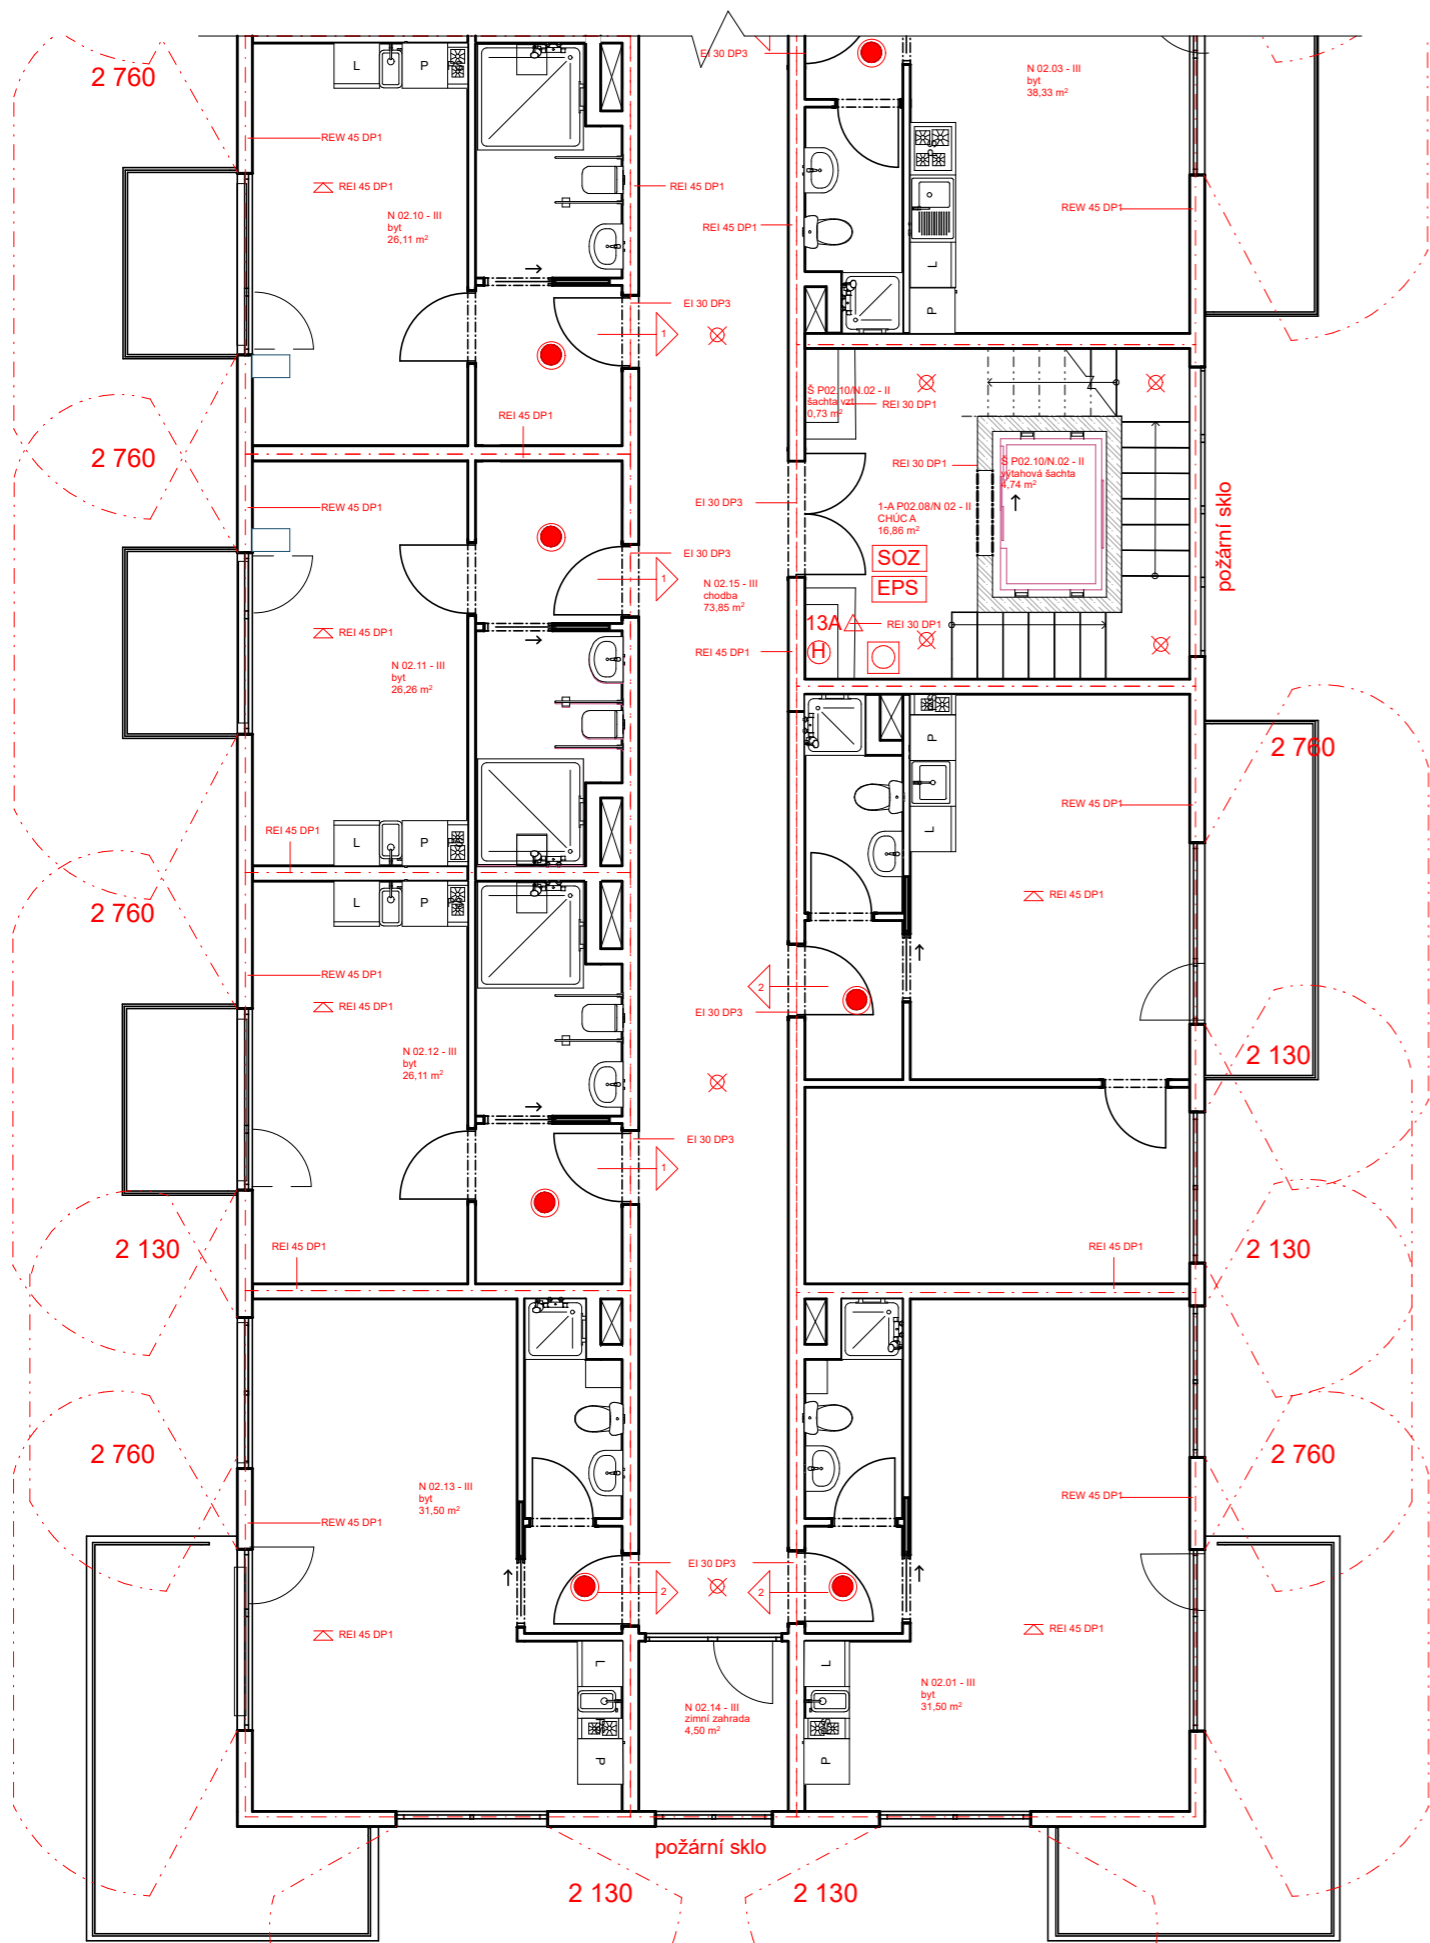 EI 30 DP3
2 760
L
P
N 02.03 - III
byt
38,33 m²
REW 45 DP1
REI 45 DP1
REI 45 DP1
N 02.10 - III
byt
26,11 m²
REW 45 DP1
REI 45 DP1
L
P
EI 30 DP3
1
Š P02.10/N.02 - II
šachta vzt
0,73 m²
REI 30 DP1
REI 45 DP1
2 760
REI 30 DP1
Š P02.10/N.02 - II
výtahová šachta
4,74 m²
REW 45 DP1
EI 30 DP3
1-A P02.08/N 02 - II
CHÚC A
16,86 m²
požární sklo
SOZ
EPS
EI 30 DP3
1
N 02.15 - III
chodba
73,85 m²
13A
REI 30 DP1
H
REI 45 DP1
REI 45 DP1
N 02.11 - III
byt
26,26 m²
P
2 760
REW 45 DP1
L
REI 45 DP1
L
P
REI 45 DP1
L
P
2 760
REW 45 DP1
REI 45 DP1
2
EI 30 DP3
N 02.12 - III
byt
26,11 m²
2 130
EI 30 DP3
1
2 130
REI 45 DP1
REI 45 DP1
2 130
2 760
2 760
N 02.13 - III
byt
31,50 m²
REW 45 DP1
REW 45 DP1
EI 30 DP3
2
2
REI 45 DP1
REI 45 DP1
L
L
N 02.14 - III
zimní zahrada
4,50 m²
N 02.01 - III
byt
31,50 m²
P
P
požární sklo
2 130
2 130